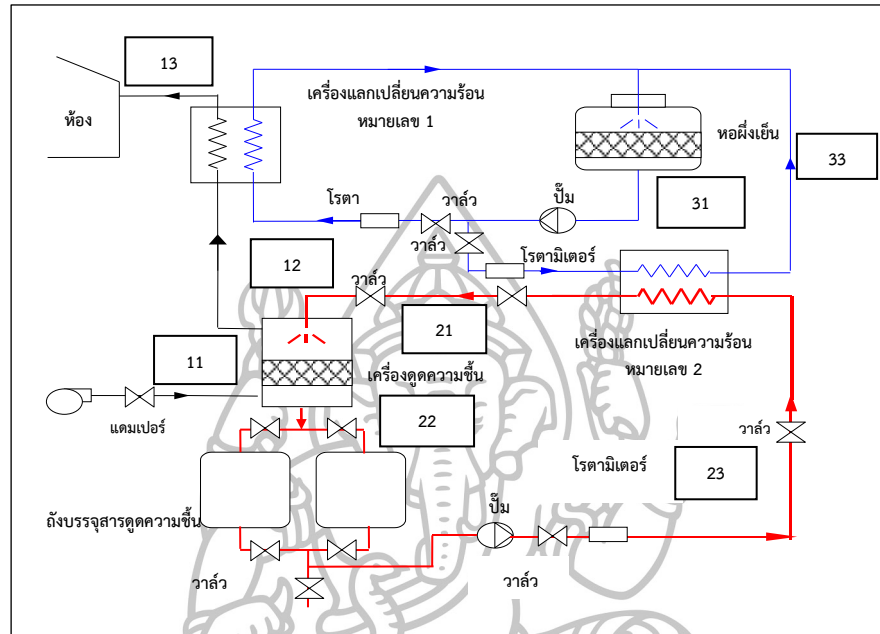 13
ห้อง
เครื่องแลกเปลี่ยนความร้อน
หมายเลข 1
หอผึ่งเย็น
33
โรตา
วาล์ว
ปั๊ม
31
วาล์ว
โรตามิเตอร์
12
วาล์ว
21
เครื่องแลกเปลี่ยนความร้อน
หมายเลข 2
11
เครื่องดูดความชื้น
แดมเปอร์
22
วาล์ว
โรตามิเตอร์
23
ถังบรรจุสารดูดความชื้น
ปั๊ม
วาล์ว
วาล์ว